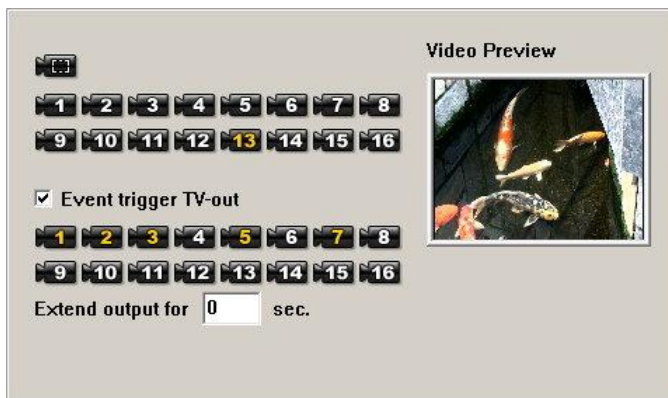 Video Preview
1 2 3 4 5 6 7 8
9 10 11 12 13 14 15 16
Event trigger TV-out
1 2 3 4 5 6 7 8
9 10 11 12 13 14 15 16
Extend output for 0 sec.